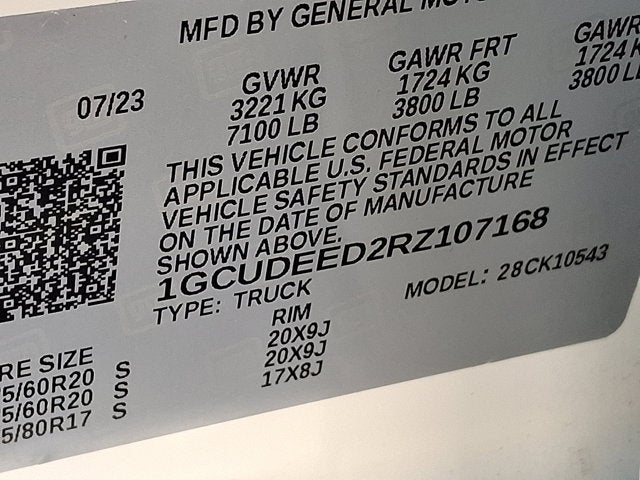 MFD BY GENERAL
07/23
GVWR
3221 KG
7100 LB
GAWR FRT
1724 KG
3800 LB
GAWR
1724 K
3800 L
THIS VEHICLE CONFORMS TO ALL
APPLICABLE U.S. FEDERAL MOTOR
VEHICLE SAFETY STANDARDS IN EFFECT
ON THE DATE OF MANUFACTURE
SHOWN ABOVE.
1GCUDEED2RZ107168
TYPE: TRUCK
MODEL: 28CK10543
RE SIZE
RIM
5/60R20 S
20X9J
5/60R20 S
20X9J
5/80R17 S
17X8J